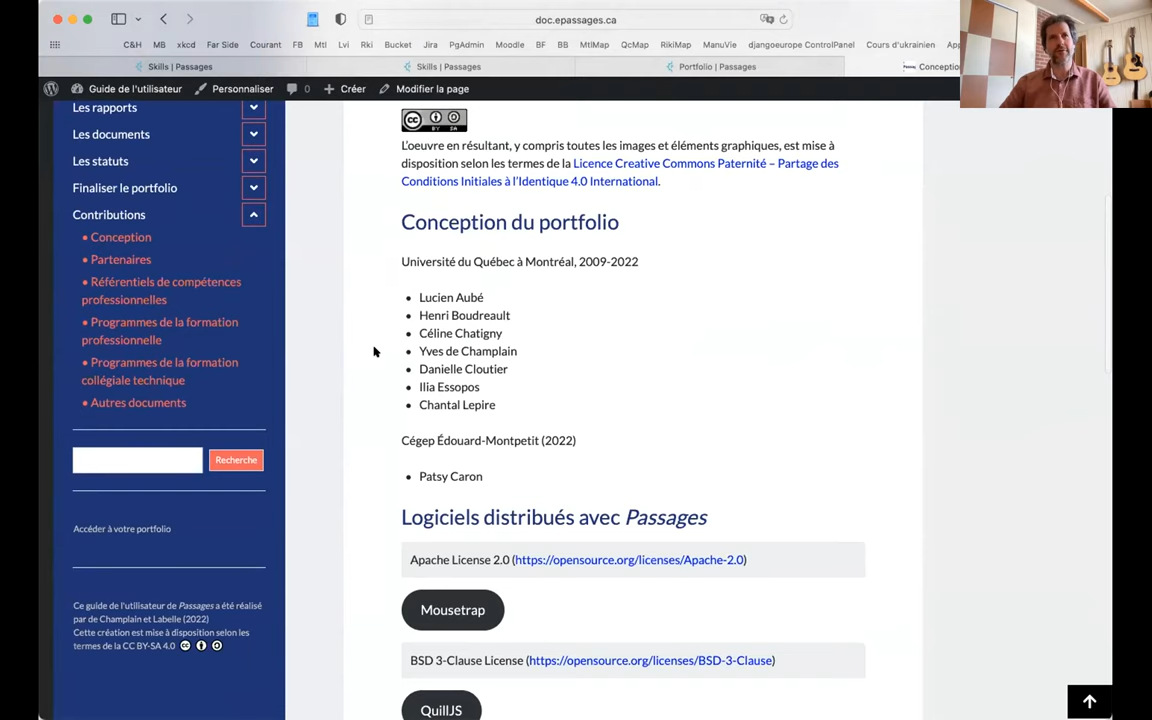 doc.epassages.ca
C&H MB xkcd Far Side Courant FB Mtl Lvi Rki Bucket Jira PgAdmin Moodle BF BB MtlMap QcMap RikiMap ManuVie djangoeurope ControlPanel Cours d'ukrainien
Skills | Passages
Skills | Passages
Portfolio | Passages
Guide de l'utilisateur
Personnaliser
0
Créer
Modifier la page
Les rapports
Les documents
Les statuts
Finaliser le portfolio
Contributions
• Conception
• Partenaires
• Référentiels de compétences
professionnelles
• Programmes de la formation
professionnelle
• Programmes de la formation
collégiale technique
• Autres documents
Recherche
Accéder à votre portfolio
Ce guide de l'utilisateur de Passages a été réalisé
par de Champlain et Labelle (2022)
Cette création est mise à disposition selon les
termes de la CC BY-SA 4.0
CC BY SA
L'oeuvre en résultant, y compris toutes les images et éléments graphiques, est mise à
disposition selon les termes de la Licence Creative Commons Paternité – Partage des
Conditions Initiales à l'Identique 4.0 International.
Conception du portfolio
Université du Québec à Montréal, 2009-2022
• Lucien Aubé
• Henri Boudreault
• Céline Chatigny
• Yves de Champlain
• Danielle Cloutier
• Ilia Essopos
• Chantal Lepire
Cégep Édouard-Montpetit (2022)
• Patsy Caron
Logiciels distribués avec Passages
Apache License 2.0 (https://opensource.org/licenses/Apache-2.0)
Mousetrap
BSD 3-Clause License (https://opensource.org/licenses/BSD-3-Clause)
QuillJS